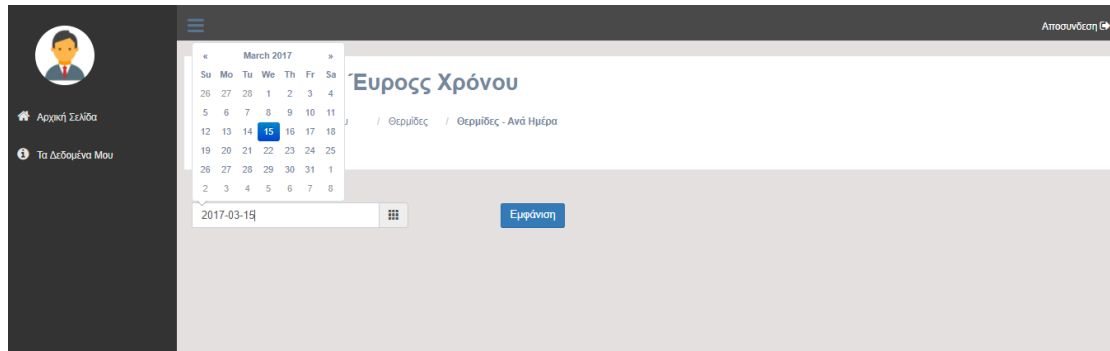 Αποσυνδεση
« March 2017 »
Su Mo Tu We Th Fr Sa
26 27 28 1 2 3 4
5 6 7 8 9 10 11
12 13 14 15 16 17 18
19 20 21 22 23 24 25
26 27 28 29 30 31 1
2 3 4 5 6 7 8
Έυροςς Χρόνου
/ Θερμίδες / Θερμίδες - Ανά Ημέρα
Αρχική Σελίδα
Τα Δεδομένα Μου
2017-03-15
Εμφάνιση